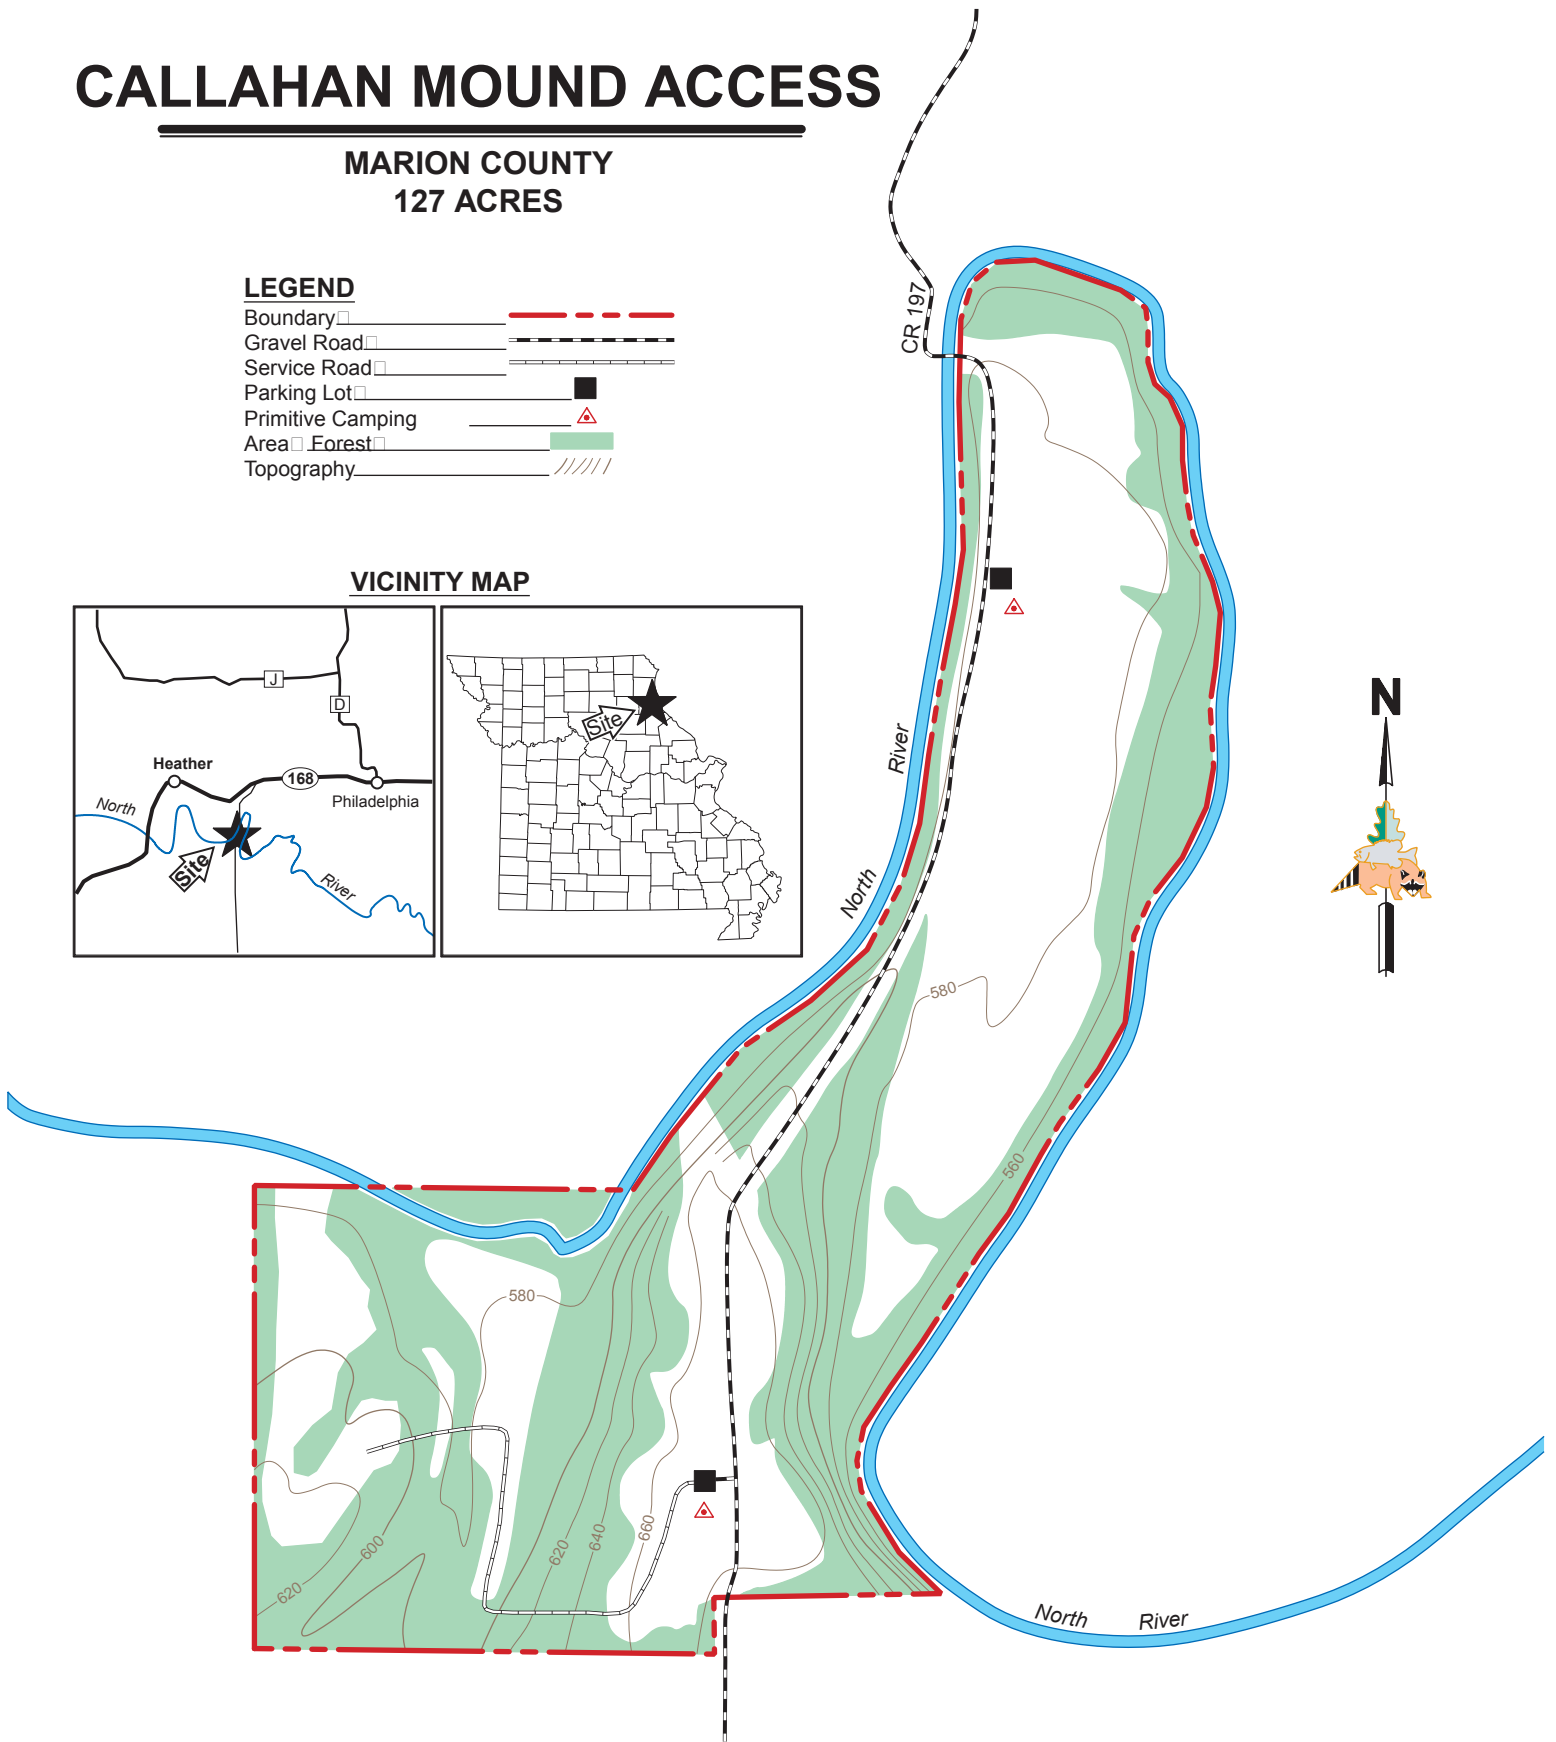 CALLAHAN MOUND ACCESS
MARION COUNTY
127 ACRES
LEGEND
Boundary
Gravel Road
Service Road
Parking Lot
Primitive Camping
Area Forest
Topography
VICINITY MAP
J
D
Heather
168
Philadelphia
North
River
Site
Site
CR 197
River
North
N
580
560
580
620
600
620
640
660
North River